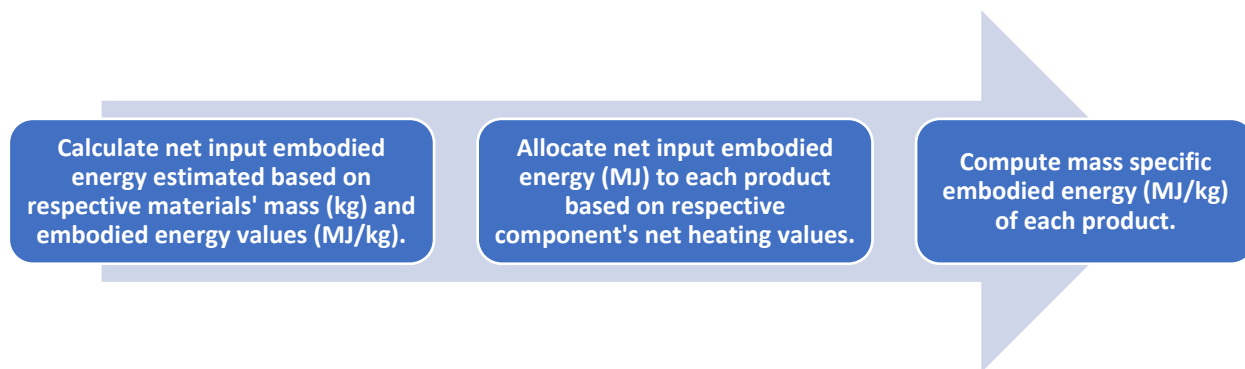 Calculate net input embodied
energy estimated based on
respective materials' mass (kg) and
embodied energy values (MJ/kg).
Allocate net input embodied
energy (MJ) to each product
based on respective
component's net heating values.
Compute mass specific
embodied energy (MJ/kg)
of each product.